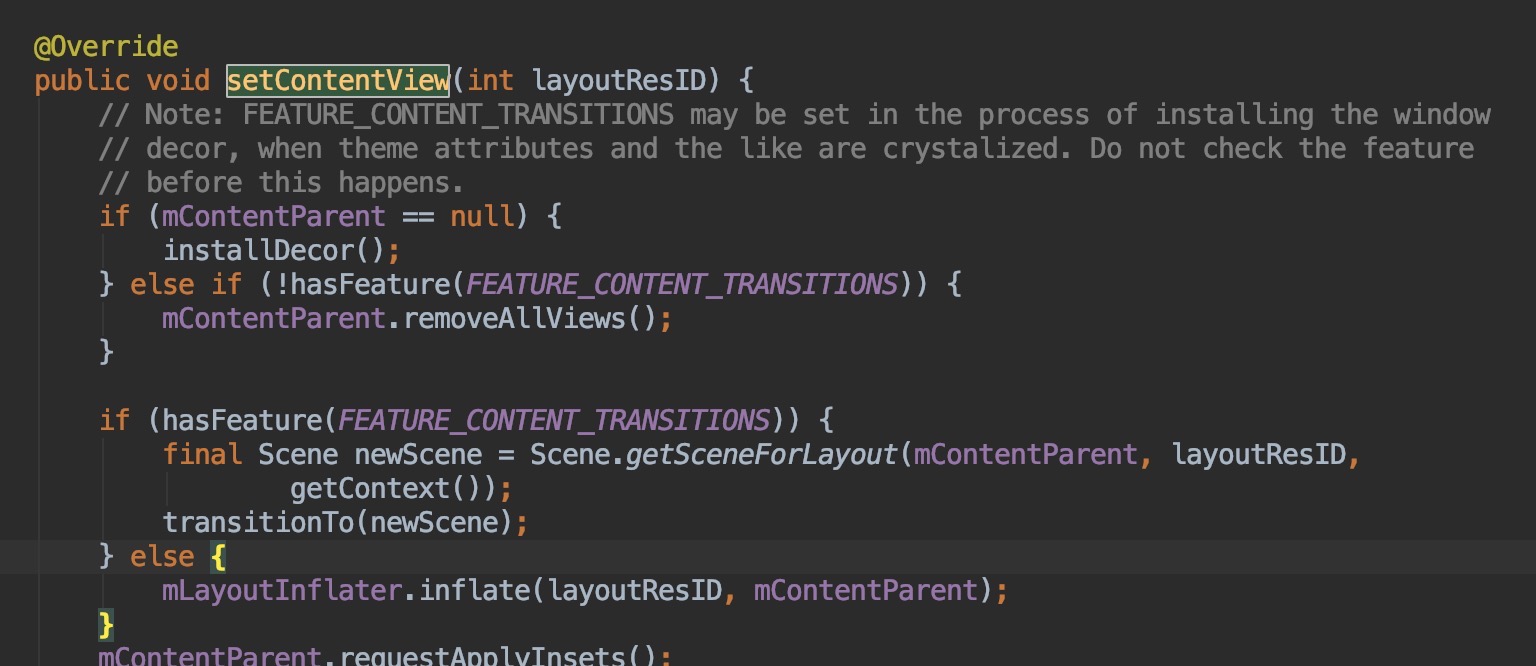 @Override
public void setContentView(int layoutResID) {
// Note: FEATURE_CONTENT_TRANSITIONS may be set in the process of installing the window
// decor, when theme attributes and the like are crystalized. Do not check the feature
// before this happens.
if (mContentParent == null) {
installDecor();
} else if (!hasFeature(FEATURE_CONTENT_TRANSITIONS)) {
mContentParent.removeAllViews();
}
if (hasFeature(FEATURE_CONTENT_TRANSITIONS)) {
final Scene newScene = Scene.getSceneForLayout(mContentParent, layoutResID,
getContext());
transitionTo(newScene);
} else {
mLayoutInflater.inflate(layoutResID, mContentParent);
}
mContentParent.requestApplyInsets();